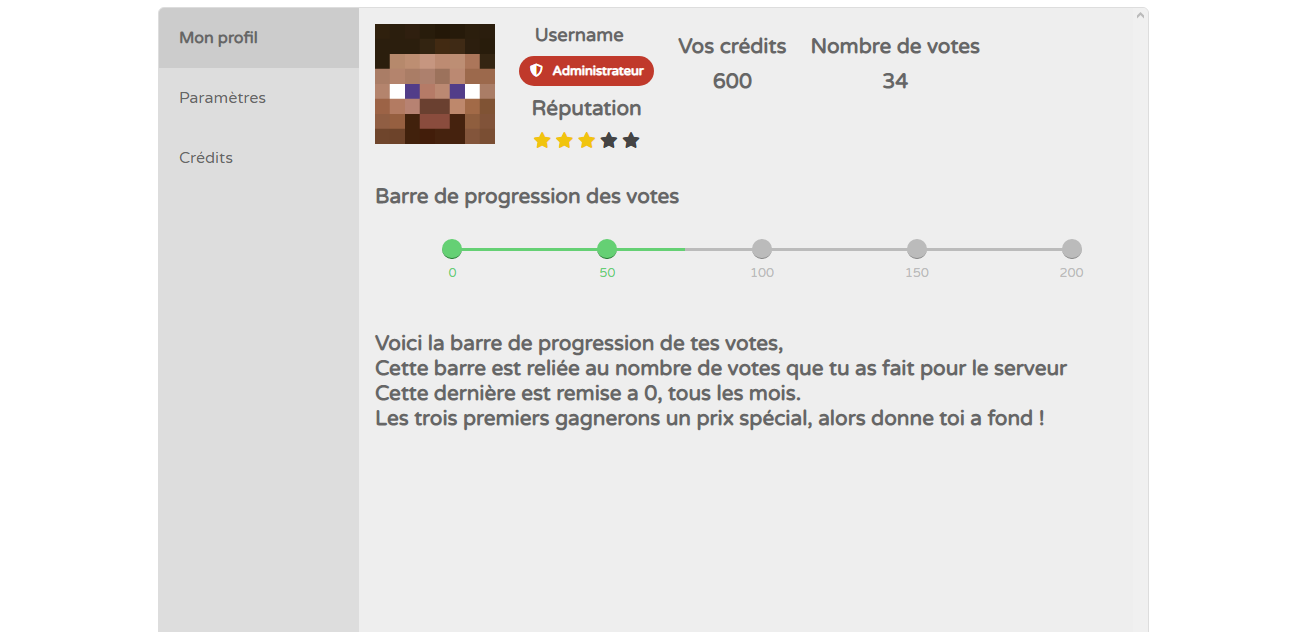 Mon profil
Paramètres
Crédits
Username
Administrateur
Réputation
Vos crédits
600
Nombre de votes
34
Barre de progression des votes
0
50
100
150
200
Voici la barre de progression de tes votes,
Cette barre est reliée au nombre de votes que tu as fait pour le serveur
Cette dernière est remise a 0, tous les mois.
Les trois premiers gagnerons un prix spécial, alors donne toi a fond !